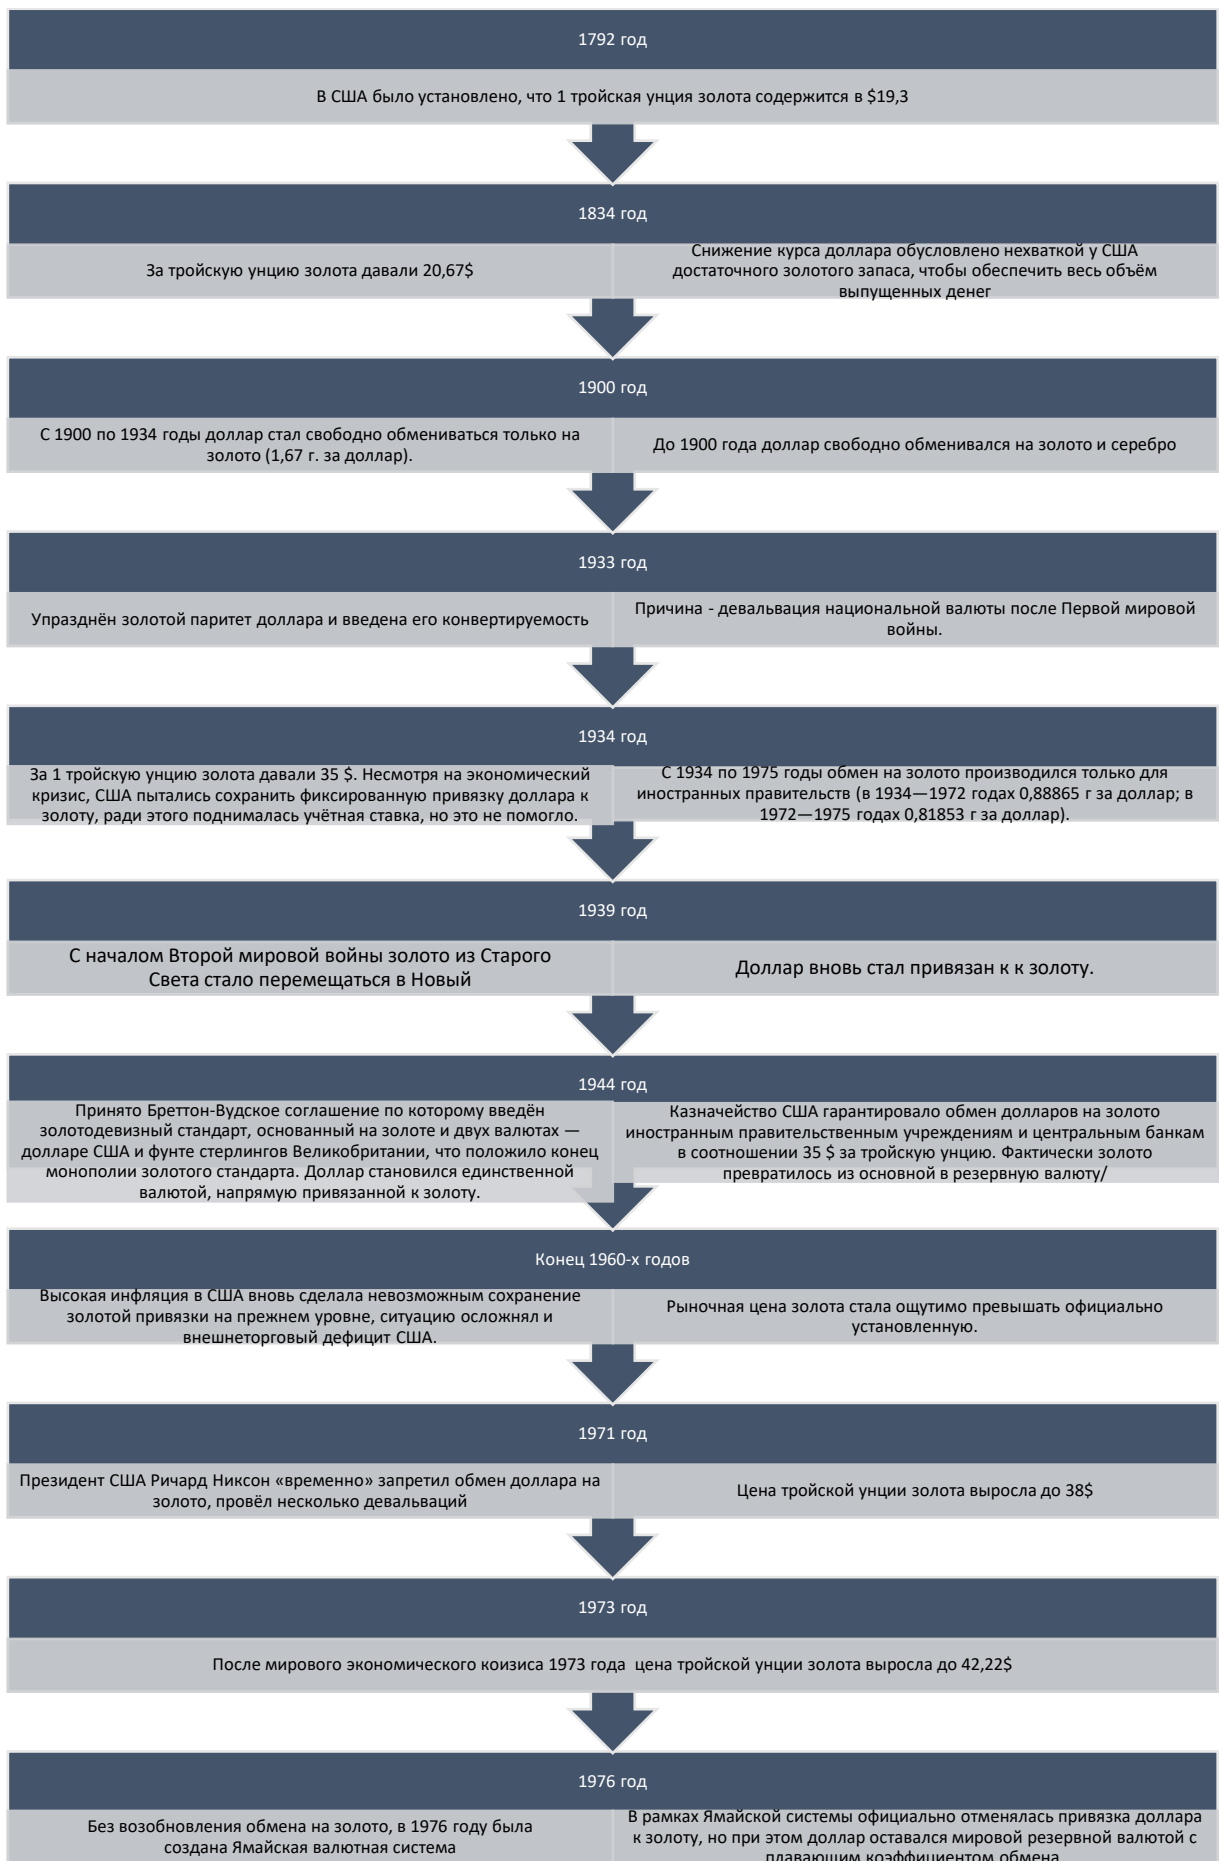 1792 год
В США было установлено, что 1 тройская унция золота содержится в $19,3
1834 год
За тройскую унцию золота давали 20,67$
Снижение курса доллара обусловлено нехваткой у США
достаточного золотого запаса, чтобы обеспечить весь объём
выпущенных денег
1900 год
С 1900 по 1934 годы доллар стал свободно обмениваться только на
золото (1,67 г. за доллар).
До 1900 года доллар свободно обменивался на золото и серебро
1933 год
Упразднён золотой паритет доллара и введена его конвертируемость
Причина - девальвация национальной валюты после Первой мировой
войны.
1934 год
За 1 тройскую унцию золота давали 35 $. Несмотря на экономический
кризис, США пытались сохранить фиксированную привязку доллара к
золоту, ради этого поднималась учётная ставка, но это не помогло.
С 1934 по 1975 годы обмен на золото производился только для
иностранных правительств (в 1934—1972 годах 0,88865 г за доллар; в
1972—1975 годах 0,81853 г за доллар).
1939 год
С началом Второй мировой войны золото из Старого
Света стало перемещаться в Новый
Доллар вновь стал привязан к к золоту.
1944 год
Принято Бреттон-Вудское соглашение по которому введён
золотодевизный стандарт, основанный на золоте и двух валютах —
долларе США и фунте стерлингов Великобритании, что положило конец
монополии золотого стандарта. Доллар становился единственной
валютой, напрямую привязанной к золоту.
Казначейство США гарантировало обмен долларов на золото
иностранным правительственным учреждениям и центральным банкам
в соотношении 35 $ за тройскую унцию. Фактически золото
превратилось из основной в резервную валюту/
Конец 1960-х годов
Высокая инфляция в США вновь сделала невозможным сохранение
золотой привязки на прежнем уровне, ситуацию осложнял и
внешнеторговый дефицит США.
Рыночная цена золота стала ощутимо превышать официально
установленную.
1971 год
Президент США Ричард Никсон «временно» запретил обмен доллара на
золото, провёл несколько девальваций
Цена тройской унции золота выросла до 38$
1973 год
После мирового экономического коизиса 1973 года цена тройской унции золота выросла до 42,22$
1976 год
Без возобновления обмена на золото, в 1976 году была
создана Ямайская валютная система
В рамках Ямайской системы официально отменялась привязка доллара
к золоту, но при этом доллар оставался мировой резервной валютой с
плавающим коэффициентом обмена